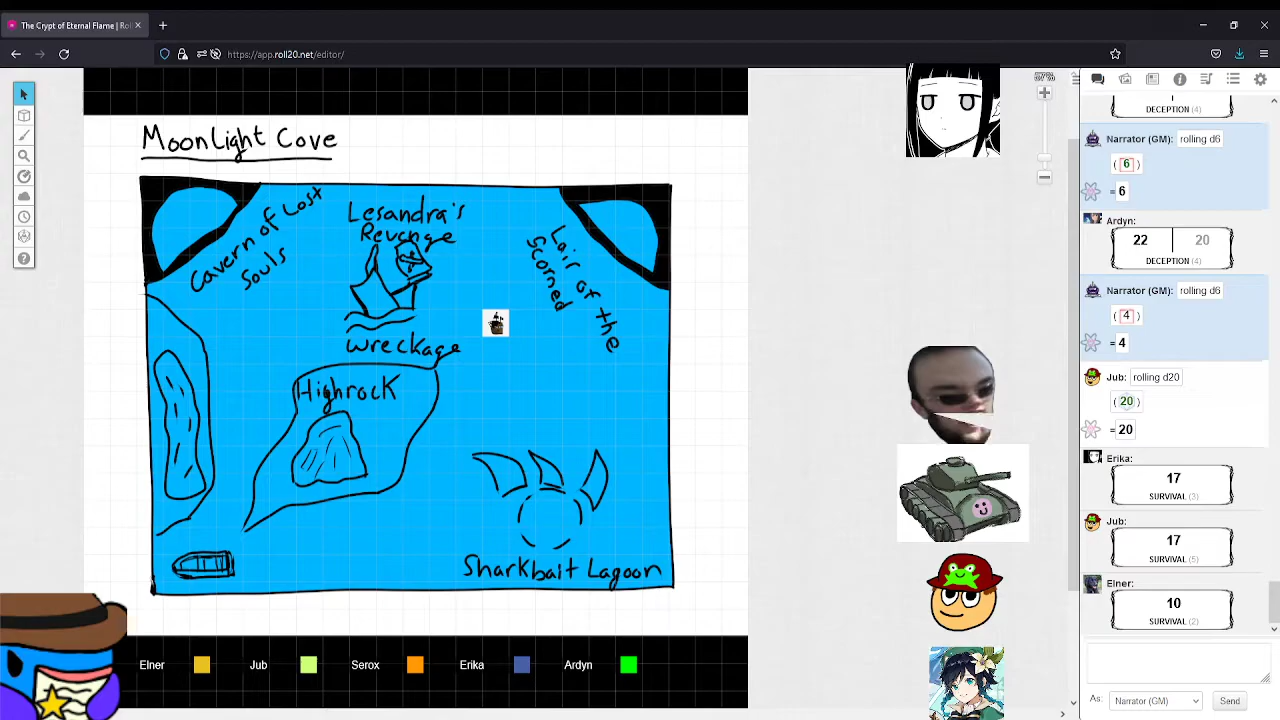 The Crypt of Eternal Flame | Rol
https://app.roll20.net/editor/
87%
MoonLight Cove
Cavern of Lost
Souls
Lesandra's
Revenge
Wreckage
Lair of the
Scorned
Highrock
Sharkbait Lagoon
Elner
Jub
Serox
Erika
Ardyn
DECEPTION (4)
Narrator (GM): rolling d6
( 6 )
= 6
Ardyn:
22 20
DECEPTION (4)
Narrator (GM): rolling d6
( 4 )
= 4
Jub: rolling d20
( 20 )
= 20
Erika:
17
SURVIVAL (3)
Jub:
17
SURVIVAL (5)
Elner:
10
SURVIVAL (2)
As: Narrator (GM) Send